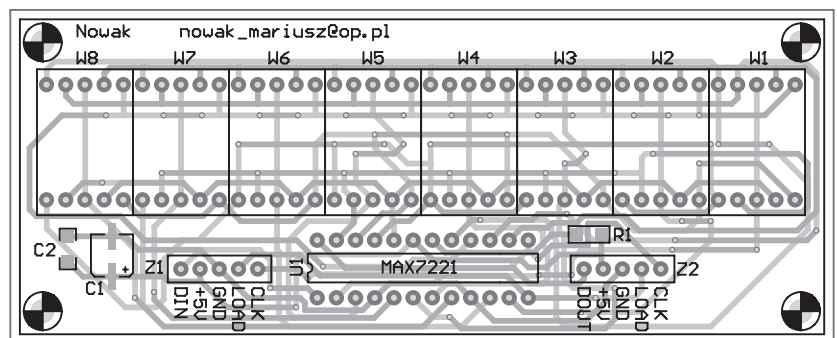 Nowak nowak_mariusz@op.pl
W8 W7 W6 W5 W4 W3 W2 W1
C2
C1
Z1
U1
MAX7221
R1
Z2
DIN
+5V
GND
LOAD
CLK
DOUT
+5V
GND
LOAD
CLK
+